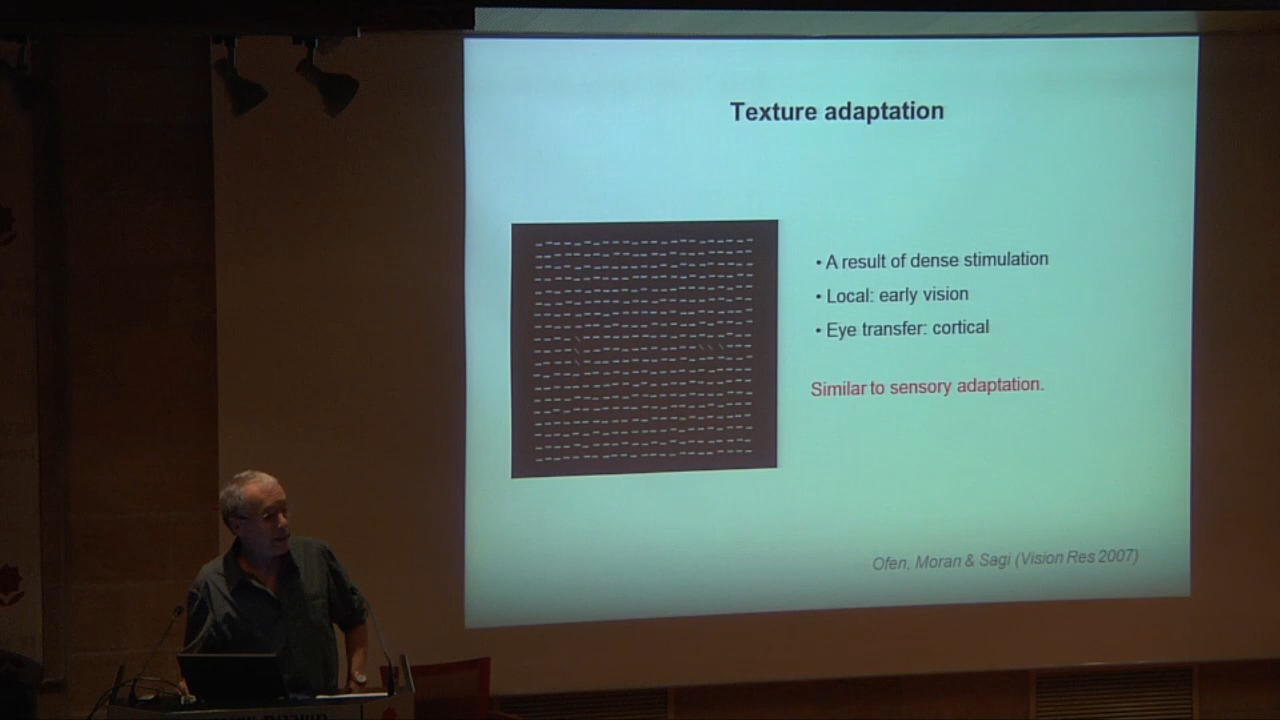 Texture adaptation
• A result of dense stimulation
• Local: early vision
• Eye transfer: cortical
Similar to sensory adaptation.
Ofen, Moran & Sagi (Vision Res 2007)